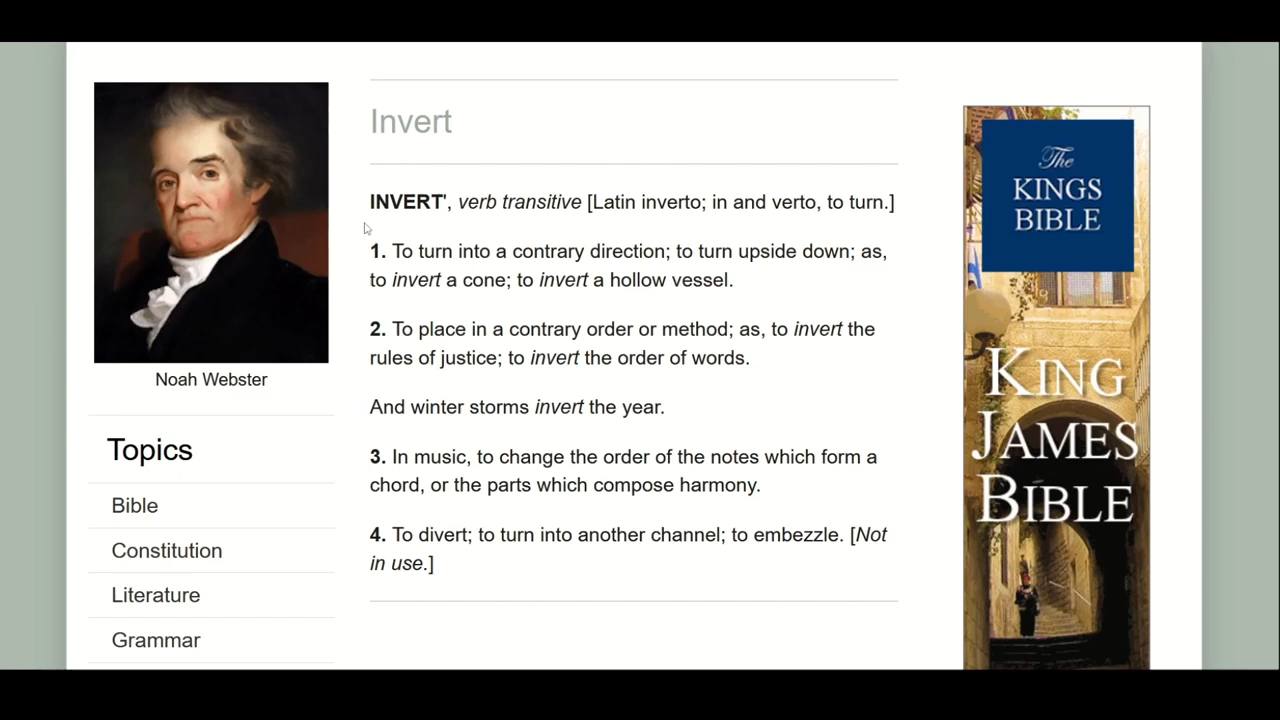 Invert
INVERT', verb transitive [Latin inverto; in and verto, to turn.]
1. To turn into a contrary direction; to turn upside down; as,
to invert a cone; to invert a hollow vessel.
2. To place in a contrary order or method; as, to invert the
rules of justice; to invert the order of words.
And winter storms invert the year.
3. In music, to change the order of the notes which form a
chord, or the parts which compose harmony.
4. To divert; to turn into another channel; to embezzle. [Not
in use.]
Noah Webster
Topics
Bible
Constitution
Literature
Grammar
The
KINGS
BIBLE
KING
JAMES
BIBLE